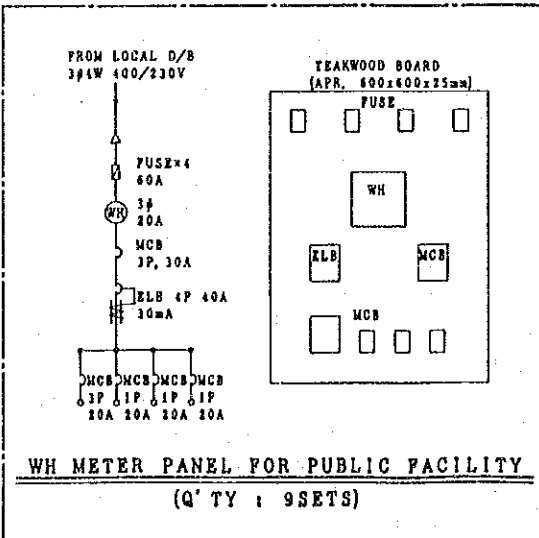 FROM LOCAL D/B
3φ4W 400/230V
FUSE×4
60A
WH
3φ
20A
MCB
3P, 30A
ELB 4P 40A
30mA
MCB MCB MCB MCB
3P 1P 1P 1P
20A 20A 20A 20A
TEAKWOOD BOARD
(APR, 600x600x25mm)
FUSE
WH
ELB
MCB
MCB
WH METER PANEL FOR PUBLIC FACILITY
(Q'TY : 9SETS)